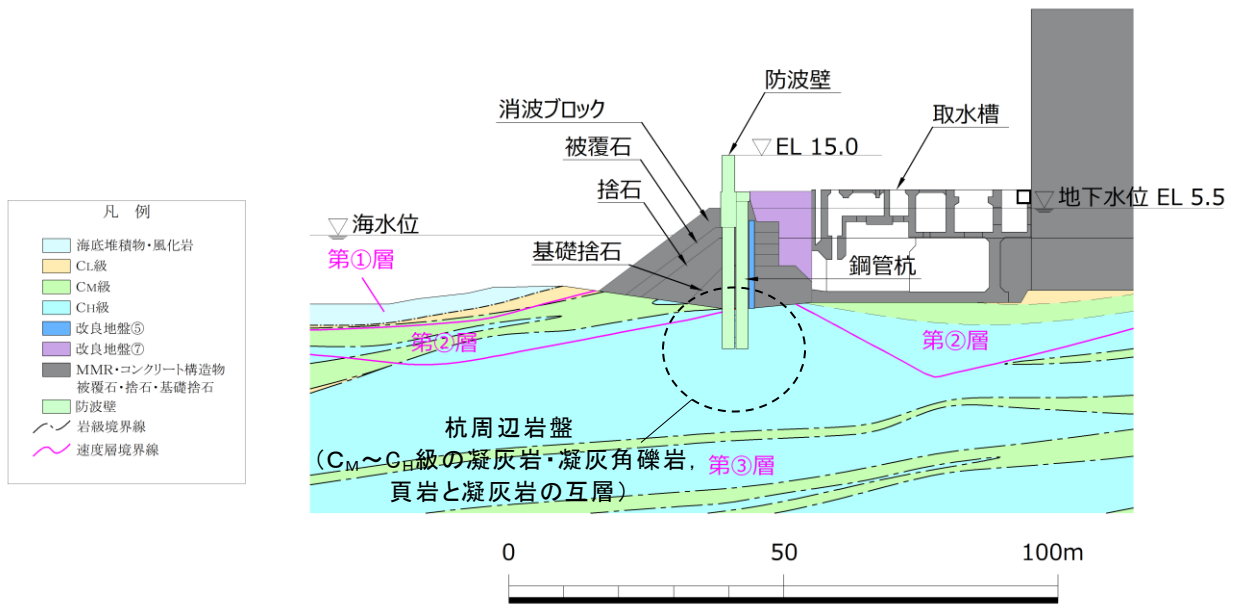 防波壁
消波ブロック
取水槽
被覆石
▽ EL 15.0
捨石
地下水位 EL 5.5
凡 例
海水位
海底堆積物・風化岩
基礎捨石
鋼管杭
第①層
CL級
CM級
CH級
改良地盤⑤
第②層
第②層
改良地盤⑦
MMR・コンクリート構造物
被覆石・捨石・基礎捨石
防波壁
岩級境界線
速度層境界線
杭周辺岩盤
（CM～CH級の凝灰岩・凝灰角礫岩，
第③層
頁岩と凝灰岩の互層）
0 50 100m